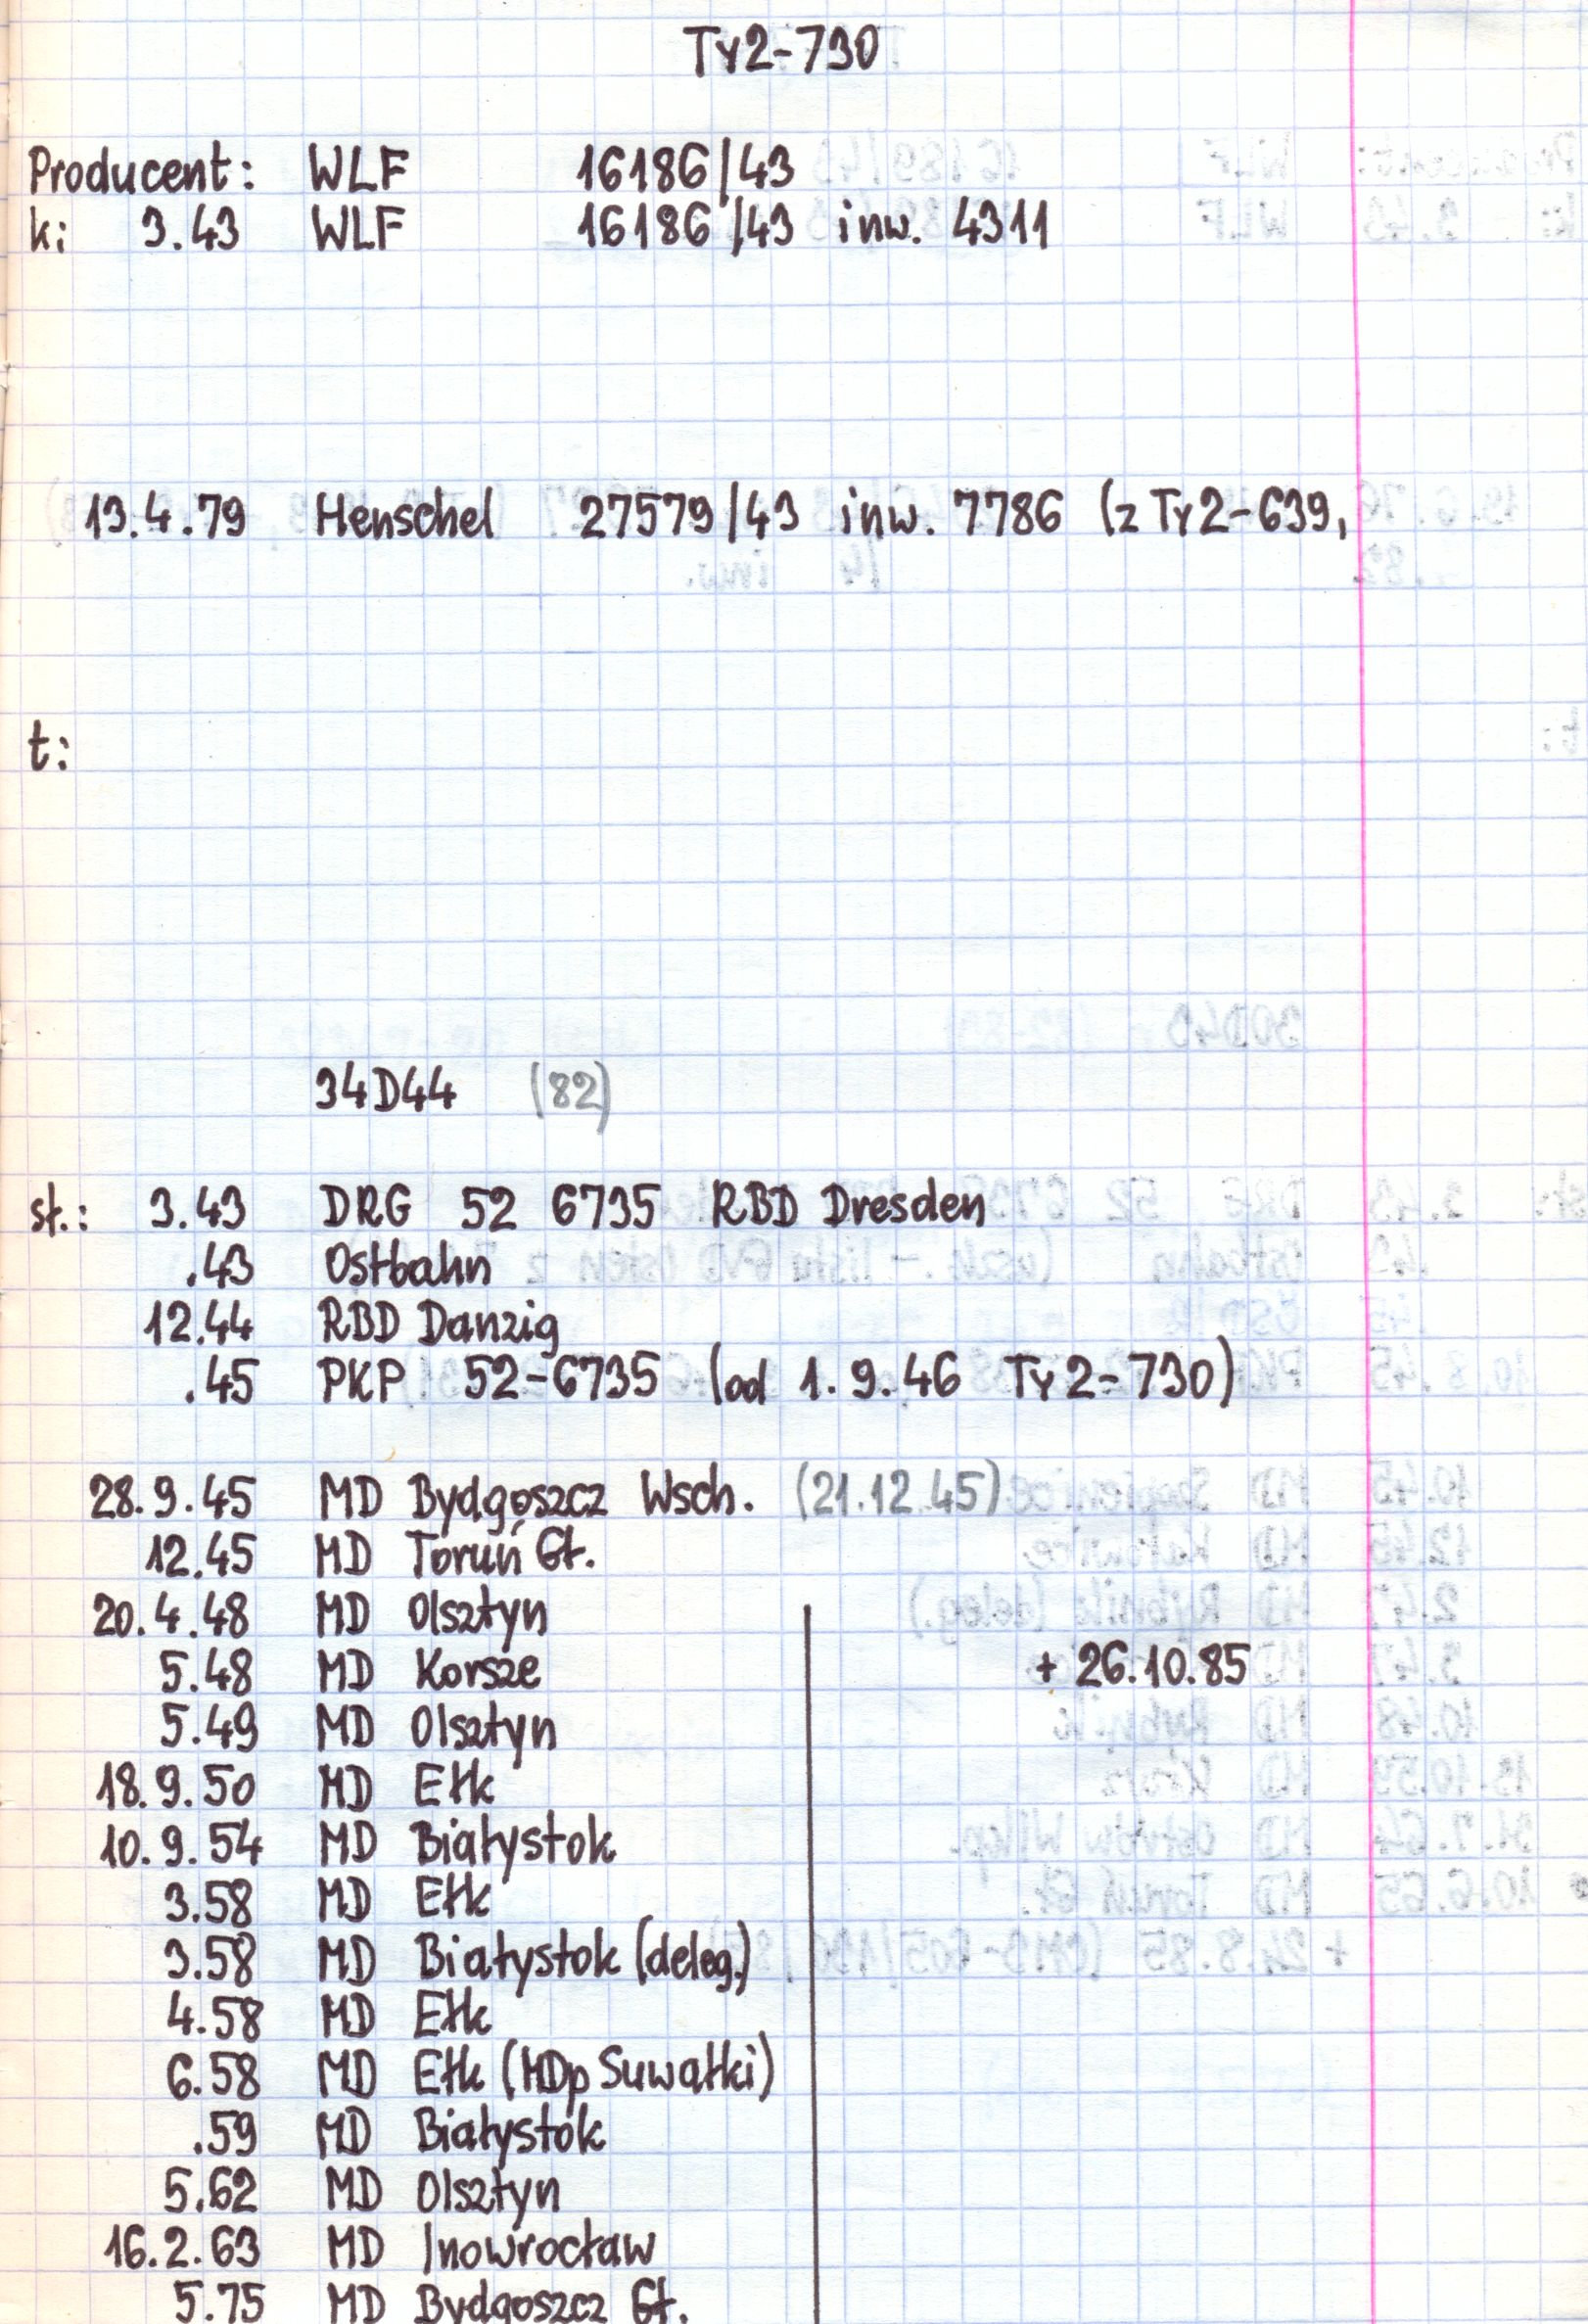 Ty2-730
Producent: WLF 16186/43
k: 3.43 WLF 16186/43 inw. 4311
13.4.79 Henschel 27579/43 inw. 7786 (z Ty2-639,
t:
34D44 (82)
st.: 3.43 DRG 52 6735 RBD Dresden
.43 Ostbahn
12.44 RBD Danzig
.45 PKP 52-6735 (od 1.9.46 Ty2-730)
28.9.45 MD Bydgoszcz Wsch. (21.12.45)
12.45 MD Toruń Gł.
20.4.48 MD Olsztyn
5.48 MD Korsze
5.49 MD Olsztyn
18.9.50 MD Ełk
10.9.54 MD Białystok
3.58 MD Ełk
3.58 MD Białystok (deleg.)
4.58 MD Ełk
6.58 MD Ełk (MDp Suwałki)
.59 MD Białystok
5.62 MD Olsztyn
16.2.63 MD Inowrocław
5.75 MD Bydgoszcz Gł.
+ 26.10.85